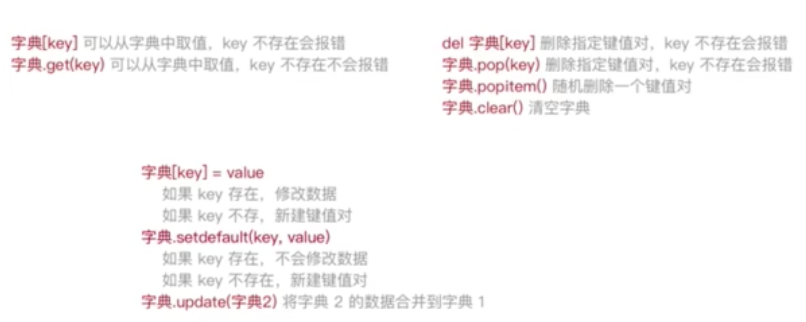 字典[key] 可以从字典中取值，key 不存在会报错
字典.get(key) 可以从字典中取值，key 不存在不会报错
del 字典[key] 删除指定键值对，key 不存在会报错
字典.pop(key) 删除指定键值对，key 不存在会报错
字典.popitem() 随机删除一个键值对
字典.clear() 清空字典
字典[key] = value
如果 key 存在，修改数据
如果 key 不存，新建键值对
字典.setdefault(key, value)
如果 key 存在，不会修改数据
如果 key 不存在，新建键值对
字典.update(字典2) 将字典 2 的数据合并到字典 1